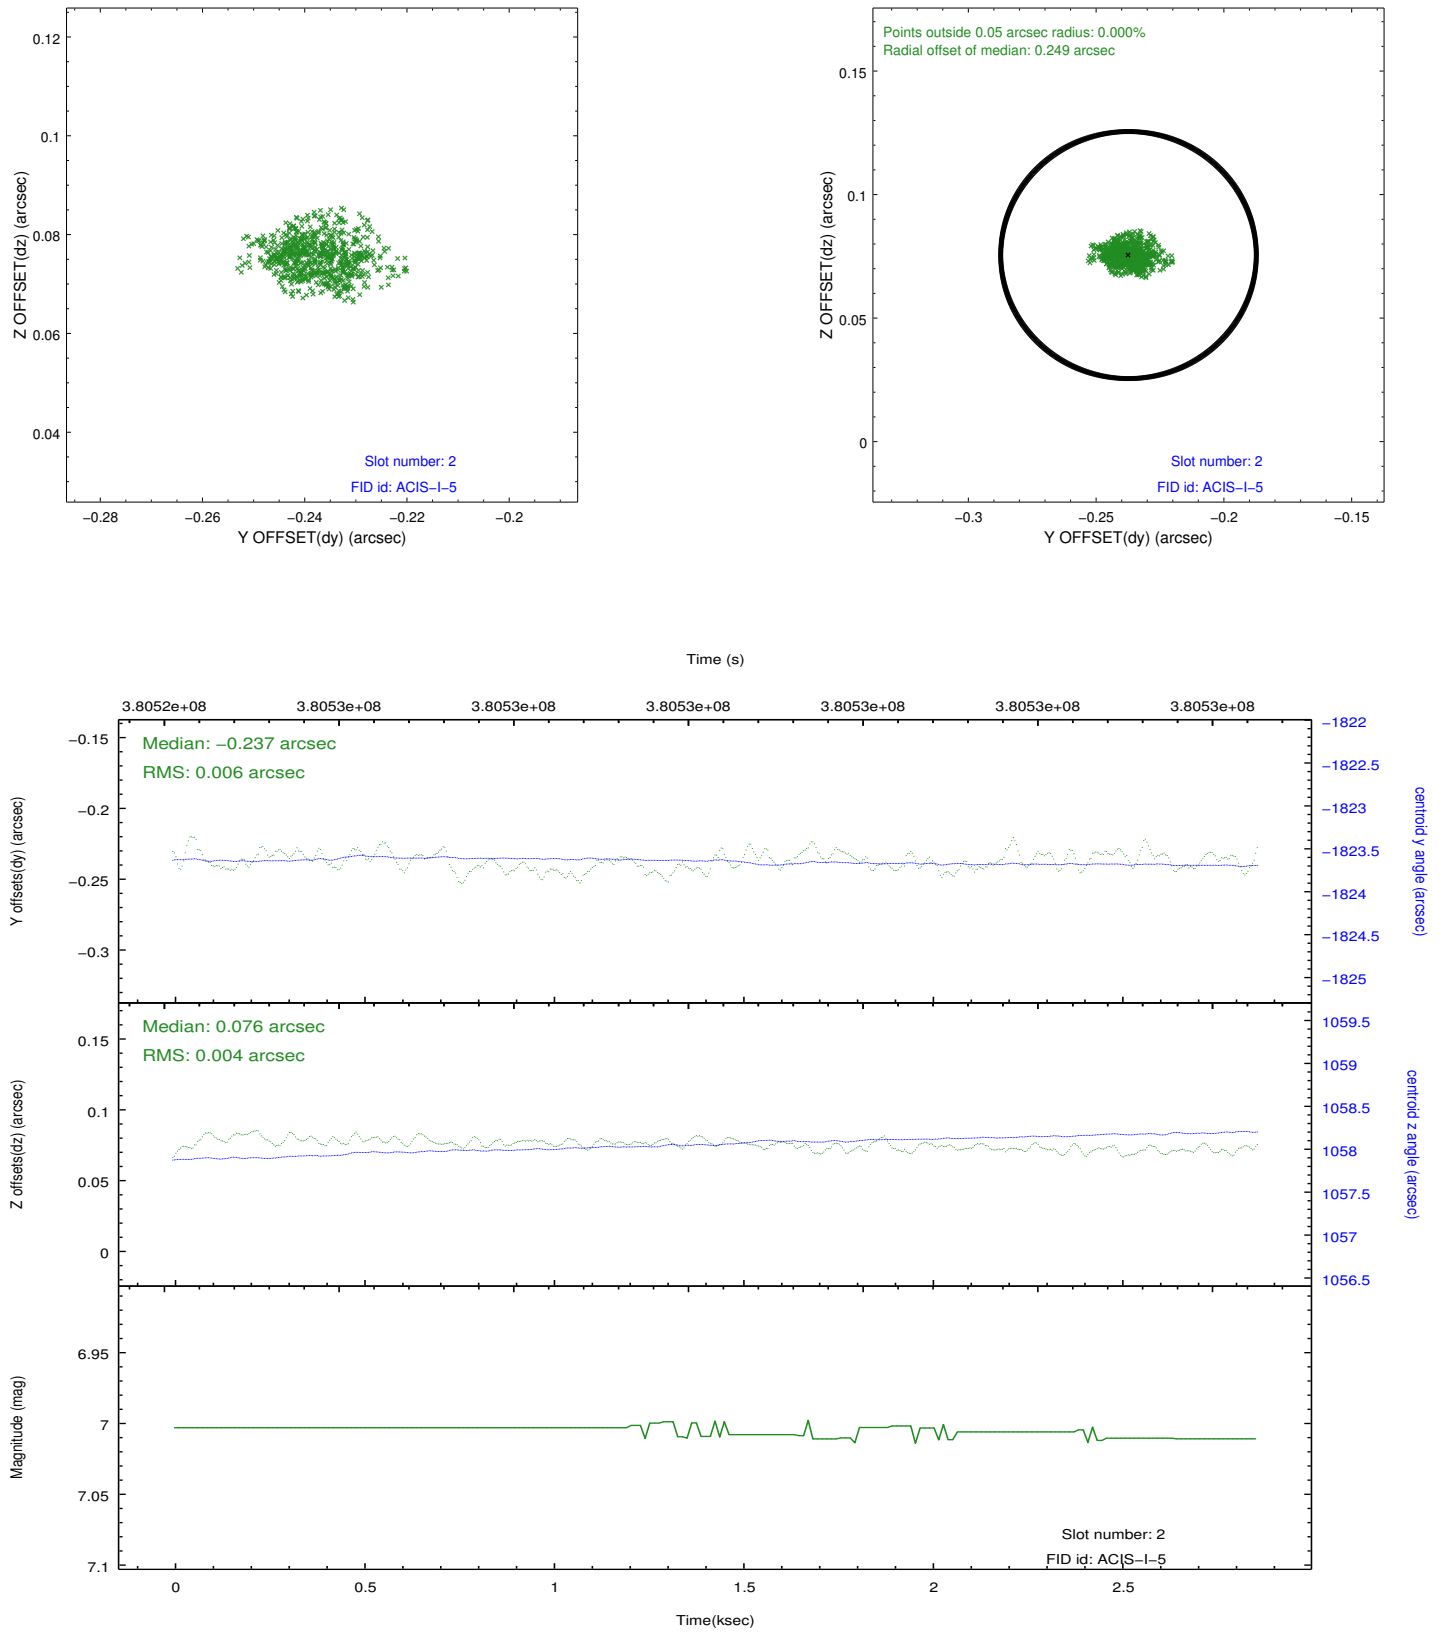 0.12
0.1
0.08
0.06
0.04
Z OFFSET(dz) (arcsec)
Slot number: 2
FID id: ACIS−I−5
−0.28 −0.26 −0.24 −0.22 −0.2
Y OFFSET(dy) (arcsec)
Points outside 0.05 arcsec radius: 0.000%
Radial offset of median: 0.249 arcsec
0.15
0.1
0.05
0
Z OFFSET(dz) (arcsec)
Slot number: 2
FID id: ACIS−I−5
−0.3 −0.25 −0.2 −0.15
Y OFFSET(dy) (arcsec)
Time (s)
3.8052e+08 3.8053e+08 3.8053e+08 3.8053e+08 3.8053e+08 3.8053e+08 3.8053e+08
Median: −0.237 arcsec
RMS: 0.006 arcsec
−0.15
−0.2
−0.25
−0.3
Y offsets(dy) (arcsec)
−1822
−1822.5
−1823
−1823.5
−1824
−1824.5
−1825
centroid y angle (arcsec)
Median: 0.076 arcsec
RMS: 0.004 arcsec
0.15
0.1
0.05
0
Z offsets(dz) (arcsec)
1059.5
1059
1058.5
1058
1057.5
1057
1056.5
centroid z angle (arcsec)
6.95
7
7.05
7.1
Magnitude (mag)
Slot number: 2
FID id: ACIS−I−5
0 0.5 1 1.5 2 2.5
Time(ksec)